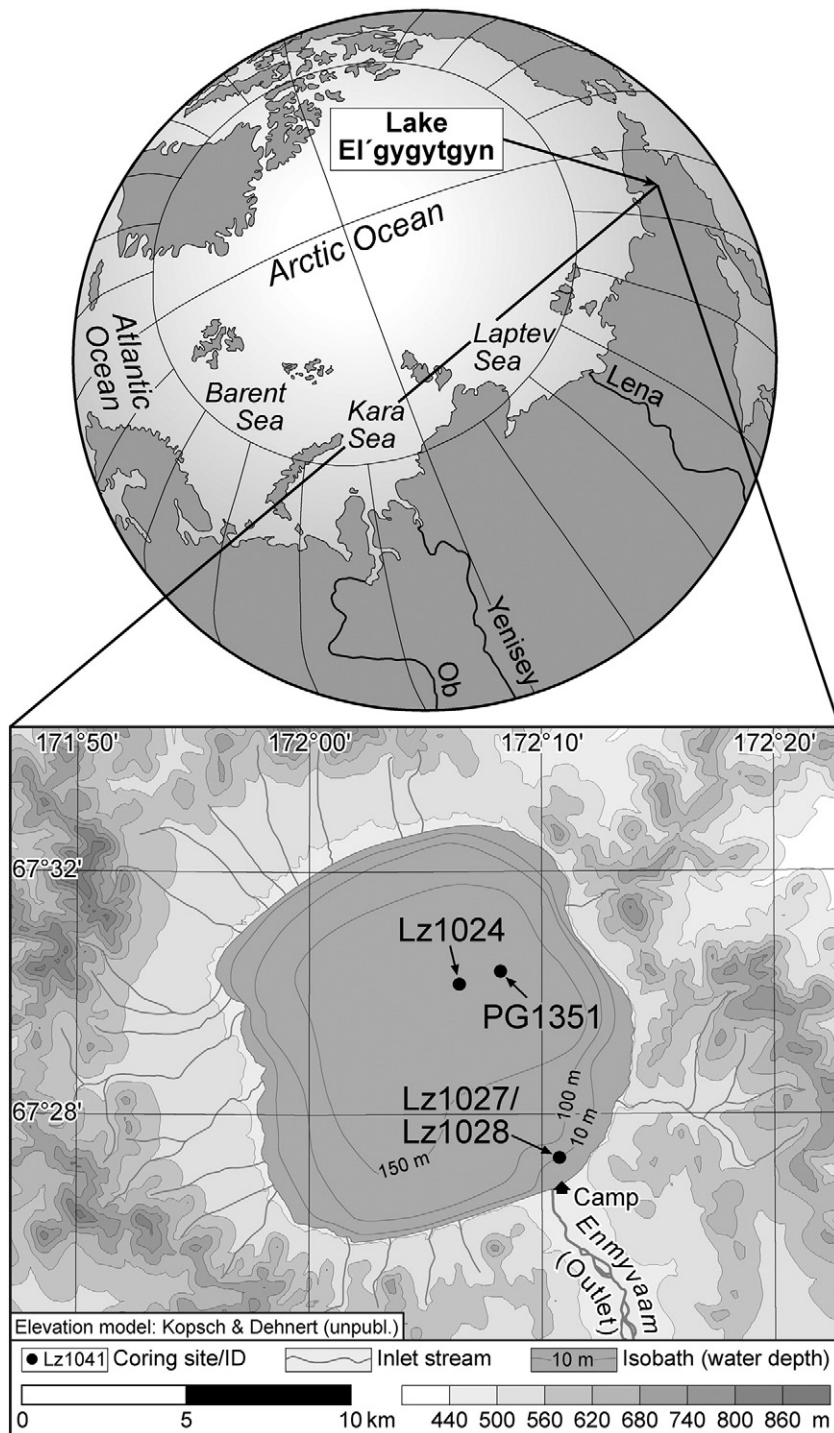 Lake
El´gygytgyn
Arctic Ocean
Atlantic
Ocean
Laptev
Sea
Barent
Sea
Kara
Sea
Lena
Yenisey
Ob
171°50'
172°00'
172°10'
172°20'
67°32'
Lz1024
PG1351
67°28'
Lz1027/
Lz1028
100 m
10 m
150 m
Camp
Enmyvaam
(Outlet)
Elevation model: Kopsch & Dehnert (unpubl.)
Lz1041 Coring site/ID
Inlet stream
10 m Isobath (water depth)
0 5 10 km
440 500 560 620 680 740 800 860 m